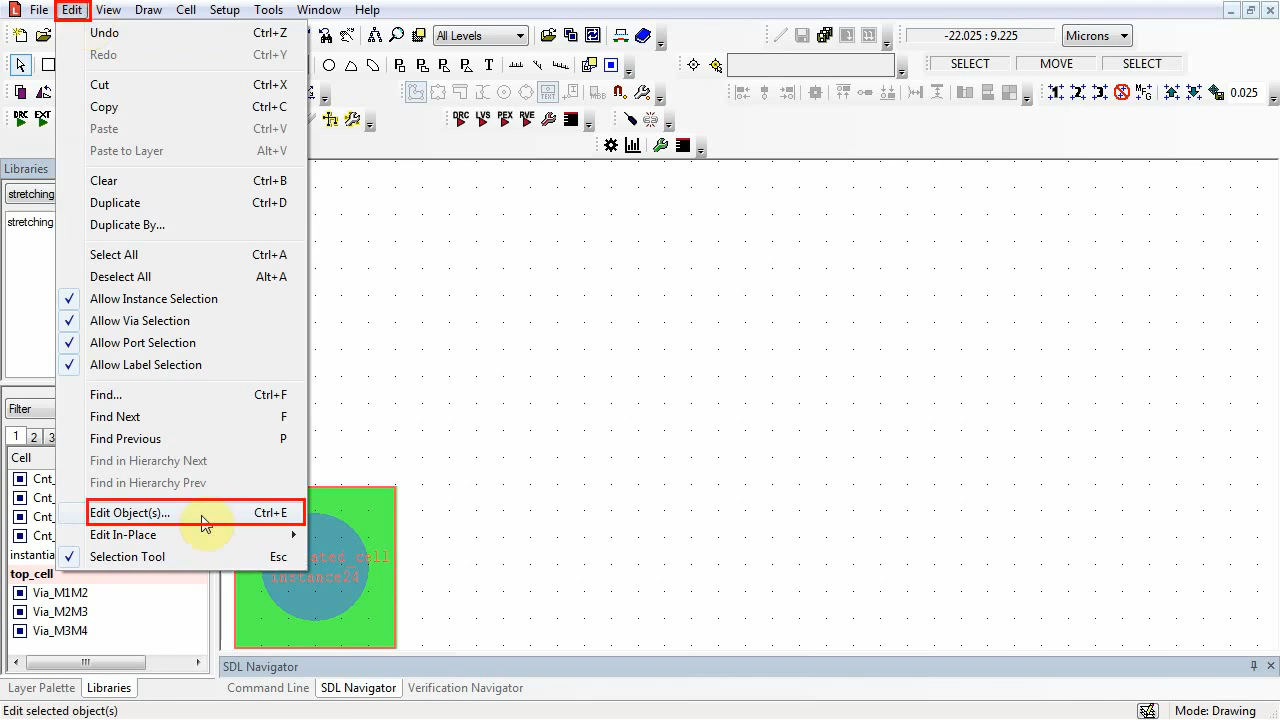 File Edit View Draw Cell Setup Tools Window Help
All Levels
-22.025 : 9.225
Microns
SELECT MOVE SELECT
0.025
DRC EXT
DRC LVS PEX RVE
Libraries
stretching
stretching
Filter
1 2 3
Cell
Cnt_
Cnt_
Cnt_
Cnt_
instantia
top_cell
Via_M1M2
Via_M2M3
Via_M3M4
Undo Ctrl+Z
Redo Ctrl+Y
Cut Ctrl+X
Copy Ctrl+C
Paste Ctrl+V
Paste to Layer Alt+V
Clear Ctrl+B
Duplicate Ctrl+D
Duplicate By...
Select All Ctrl+A
Deselect All Alt+A
Allow Instance Selection
Allow Via Selection
Allow Port Selection
Allow Label Selection
Find... Ctrl+F
Find Next F
Find Previous P
Find in Hierarchy Next
Find in Hierarchy Prev
Edit Object(s)... Ctrl+E
Edit In-Place
Selection Tool Esc
ated_cell
instance24
SDL Navigator
Layer Palette Libraries
Command Line SDL Navigator Verification Navigator
Edit selected object(s)
Mode: Drawing